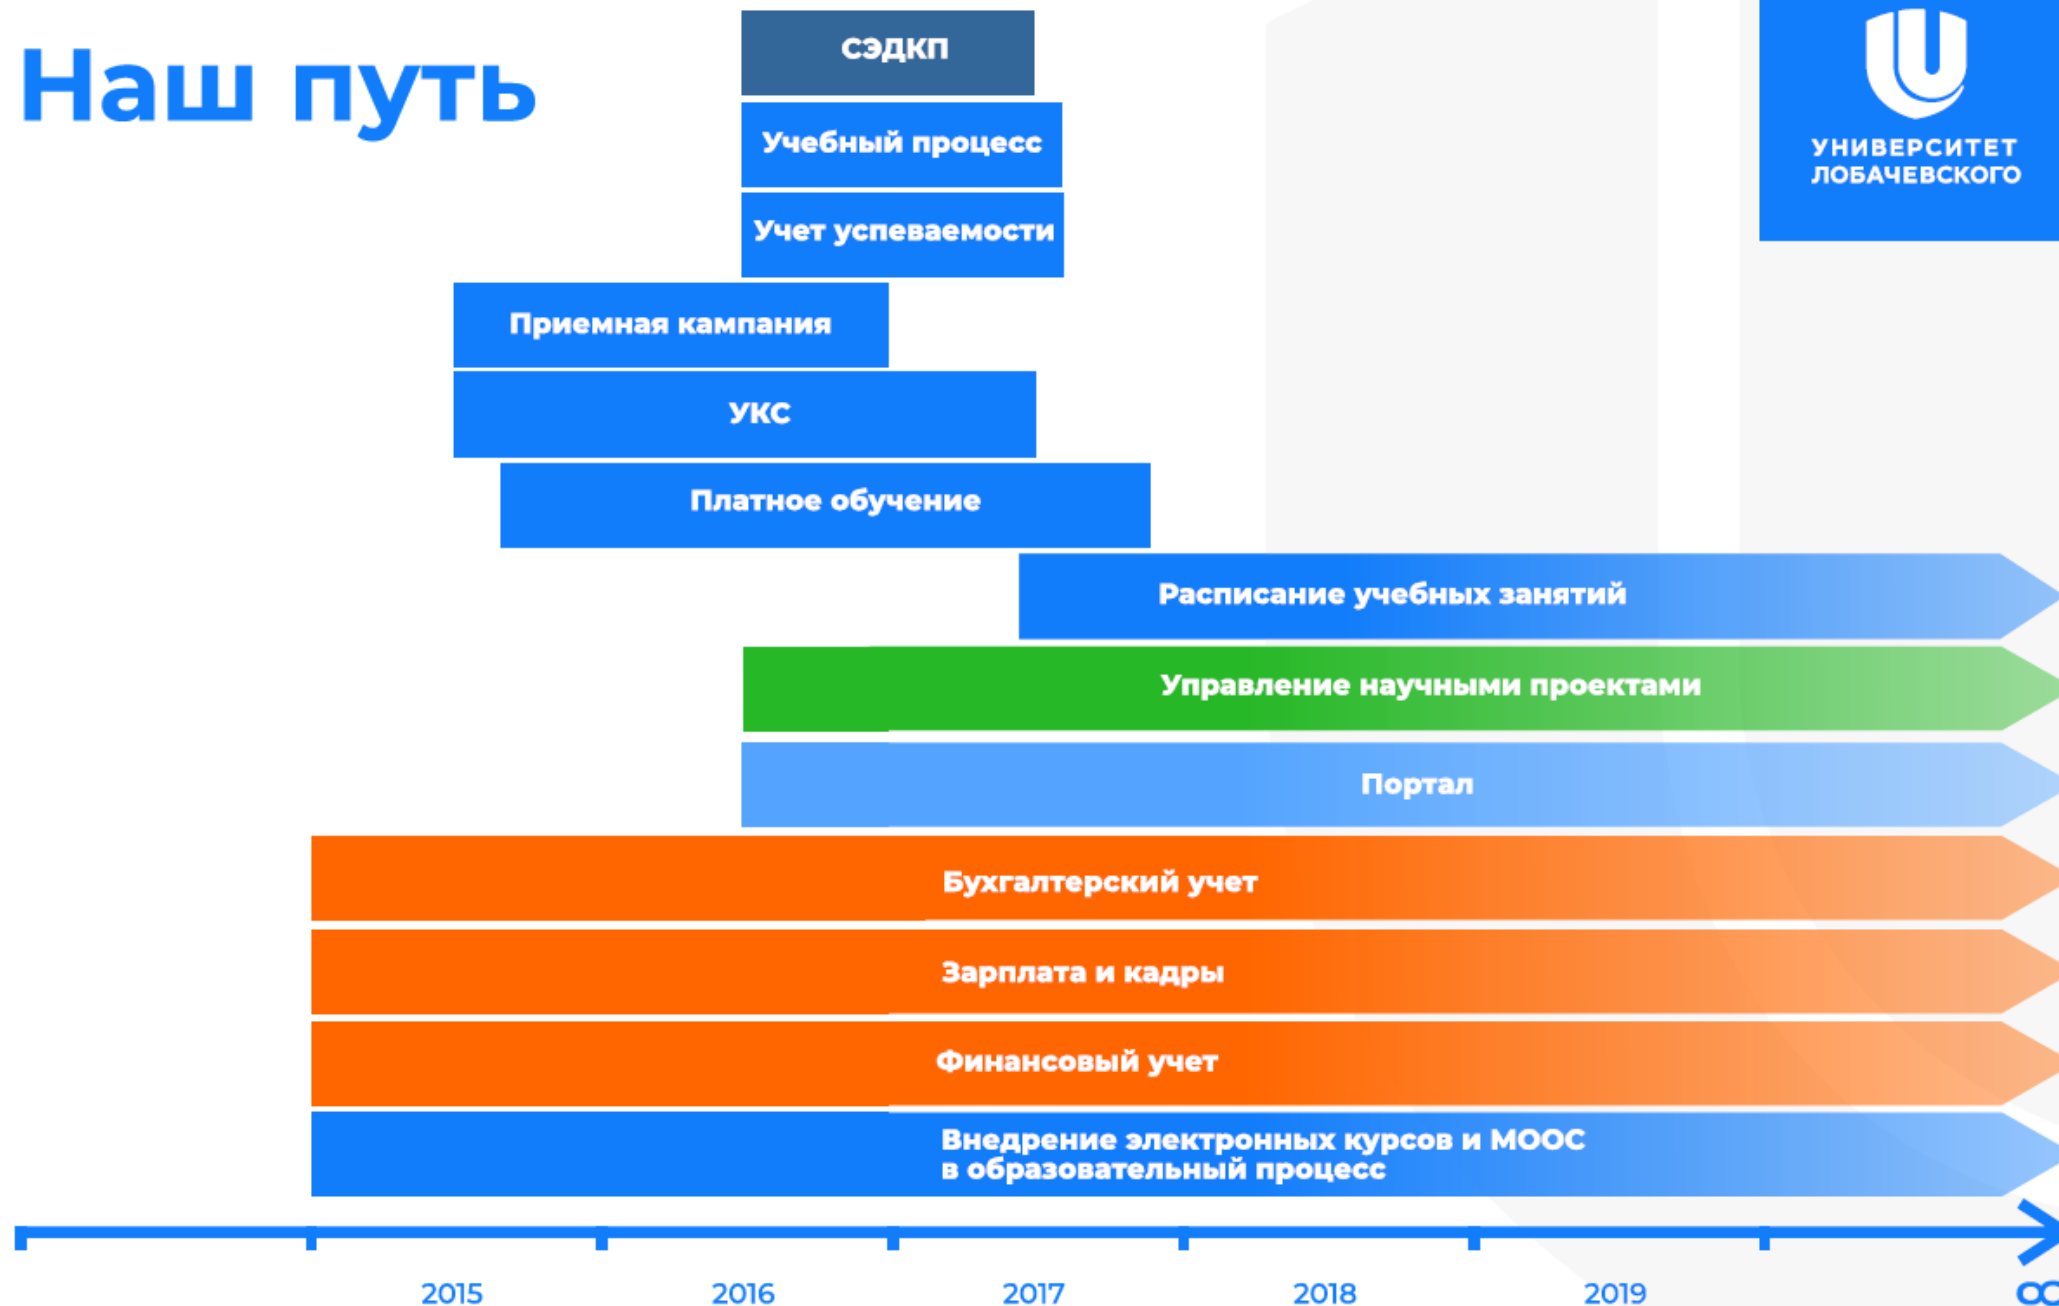 Наш путь
СЭДКП
УНИВЕРСИТЕТ
ЛОБАЧЕВСКОГО
Учебный процесс
Учет успеваемости
Приемная кампания
УКС
Платное обучение
Расписание учебных занятий
Управление научными проектами
Портал
Бухгалтерский учет
Зарплата и кадры
Финансовый учет
Внедрение электронных курсов и МООС
в образовательный процесс
2015 2016 2017 2018 2019 ∞